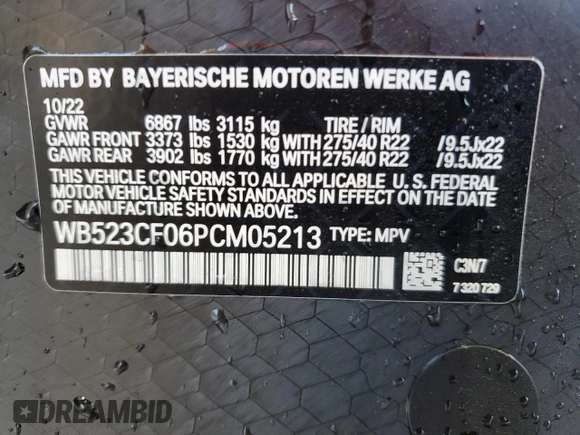 MFD BY BAYERISCHE MOTOREN WERKE AG
10/22
GVWR 6867 lbs 3115 kg TIRE / RIM
GAWR FRONT 3373 lbs 1530 kg WITH 275/40 R22 /9.5Jx22
GAWR REAR 3902 lbs 1770 kg WITH 275/40 R22 /9.5Jx22
THIS VEHICLE CONFORMS TO ALL APPLICABLE U. S. FEDERAL
MOTOR VEHICLE SAFETY STANDARDS IN EFFECT ON THE DATE
OF MANUFACTURE SHOWN ABOVE.
WB523CF06PCM05213 TYPE: MPV
C3N/7
7 320 729
DREAMBID